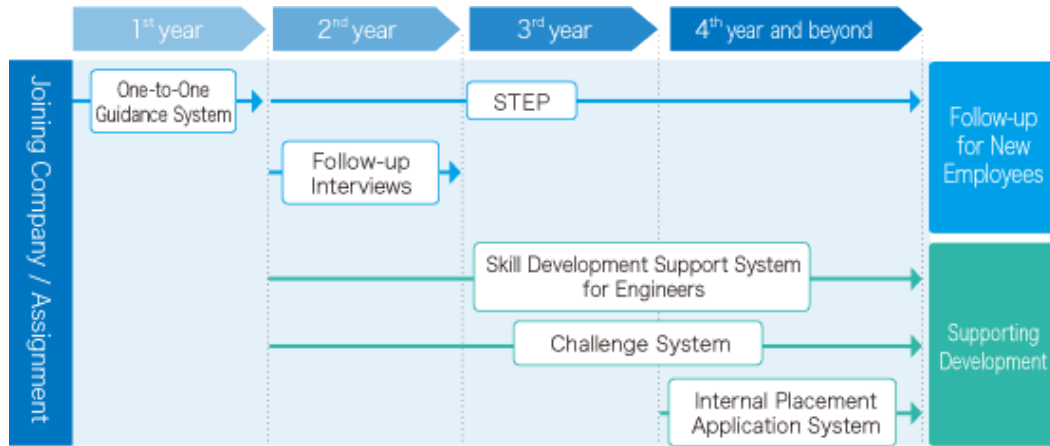 1st year
2nd year
3rd year
4th year and beyond
Joining Company / Assignment
One-to-One
Guidance System
STEP
Follow-up
Interviews
Follow-up
for New
Employees
Skill Development Support System
for Engineers
Challenge System
Internal Placement
Application System
Supporting
Development